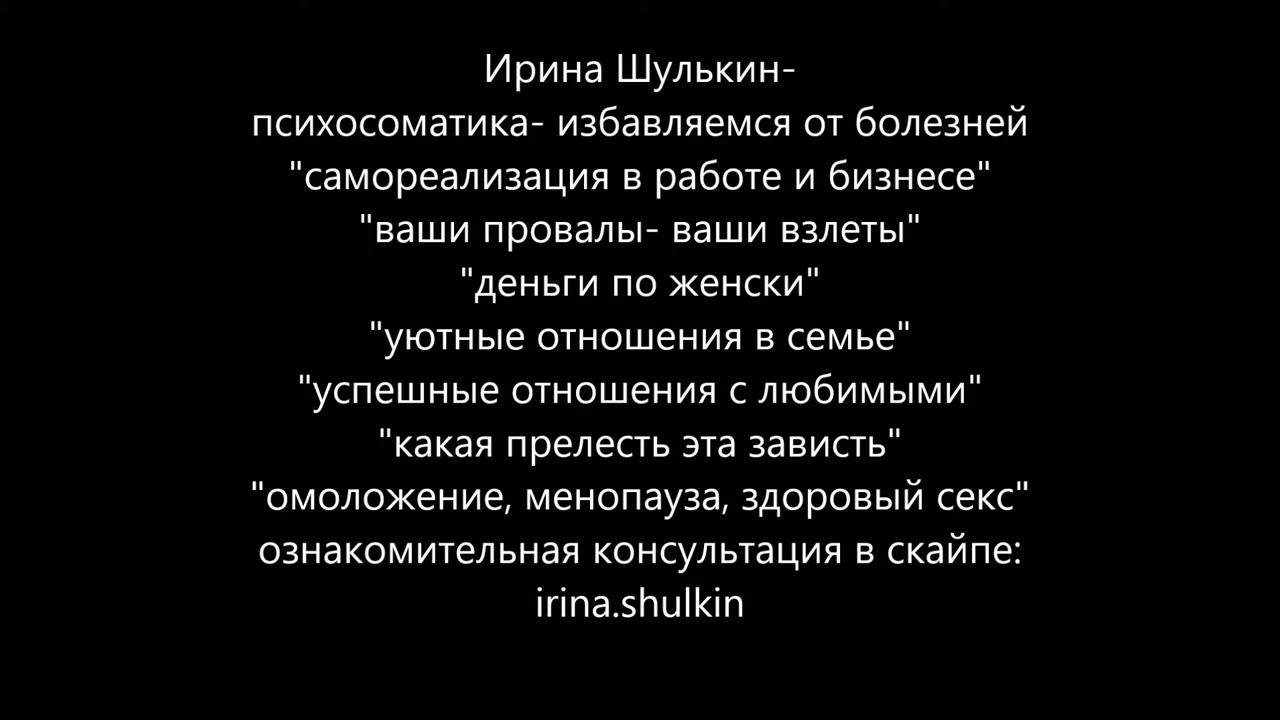 Ирина Шулькин-
психосоматика- избавляемся от болезней
"самореализация в работе и бизнесе"
"ваши провалы- ваши взлеты"
"деньги по женски"
"уютные отношения в семье"
"успешные отношения с любимыми"
"какая прелесть эта зависть"
"омоложение, менопауза, здоровый секс"
ознакомительная консультация в скайпе:
irina.shulkin